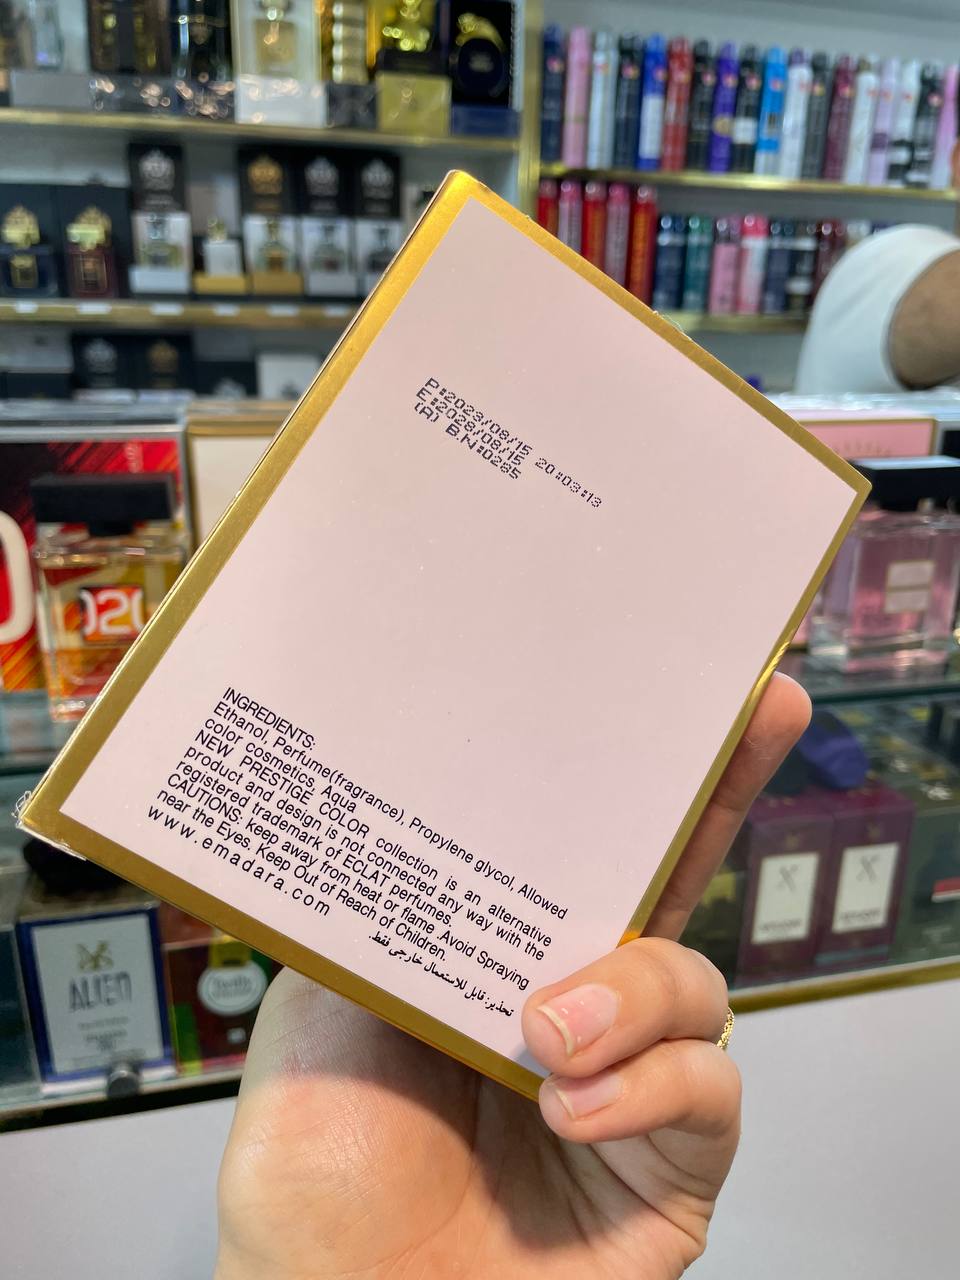 P:2023/08/15 20:03:13
E:2028/08/15
(A) B.N:0285
INGREDIENTS:
Ethanol, Perfume(fragrance), Propylene glycol, Allowed
color cosmetics, Aqua
NEW PRESTIGE COLOR collection is an alternative
product and design is not connected any way with the
registered trademark of ECLAT perfumes.
CAUTIONS: keep away from heat or flame .Avoid Spraying
near the Eyes. Keep Out of Reach of Children.
www.emadara.com
تحذير: قابل للاستعمال خارجي فقط
ALIEN